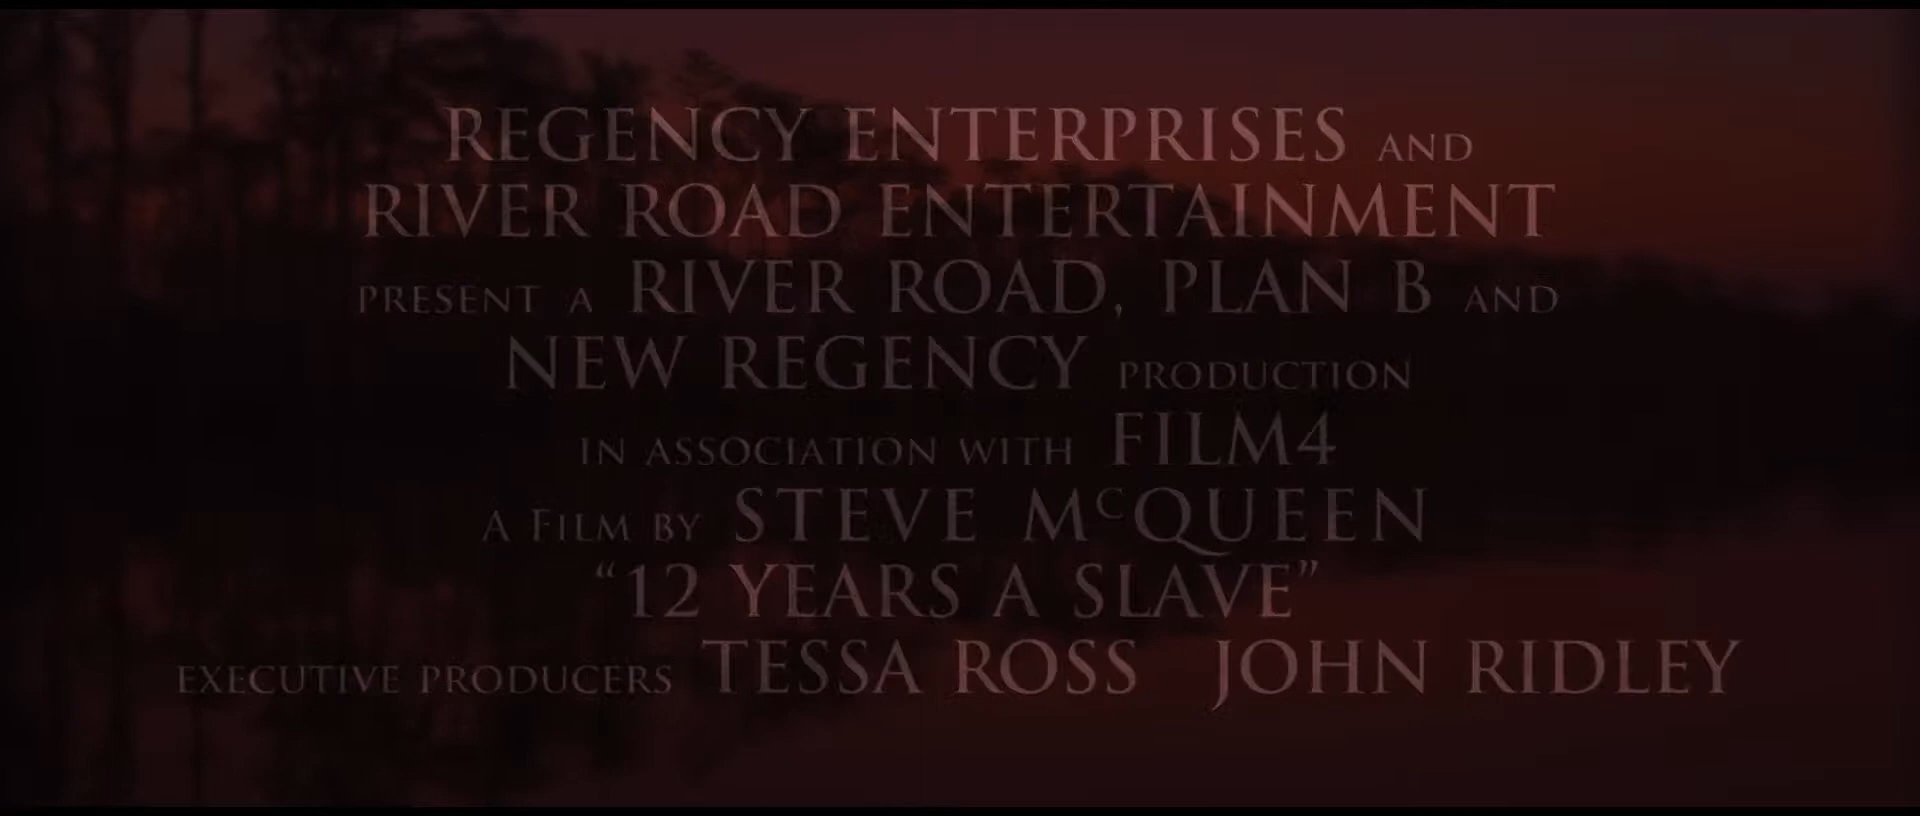 REGENCY ENTERPRISES AND
RIVER ROAD ENTERTAINMENT
PRESENT A RIVER ROAD, PLAN B AND
NEW REGENCY PRODUCTION
IN ASSOCIATION WITH FILM4
A FILM BY STEVE McQUEEN
“12 YEARS A SLAVE”
EXECUTIVE PRODUCERS TESSA ROSS JOHN RIDLEY